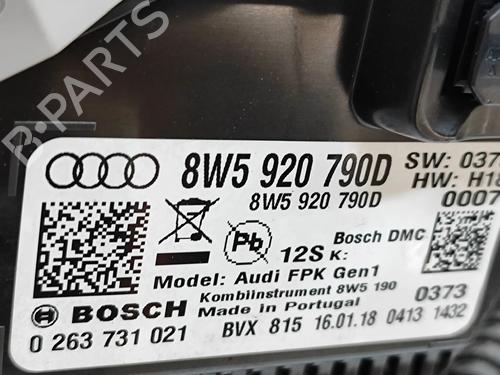 B-PARTS
8W5 920 790D
SW: 037
8W5 920 790D
HW: H18
0007
Pb
12S K:
Bosch DMC
Model: Audi FPK Gen1
Kombiinstrument 8W5 190
BOSCH
Made in Portugal
0373
0 263 731 021
BVX 815 16.01.18 0413 1432